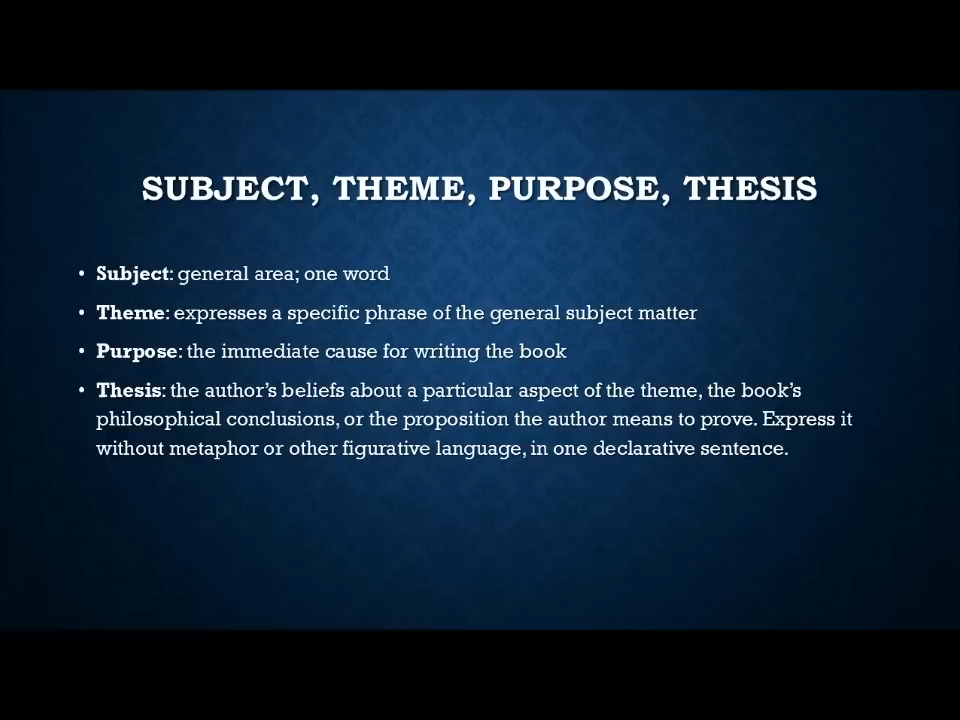 SUBJECT, THEME, PURPOSE, THESIS
• Subject: general area; one word
• Theme: expresses a specific phrase of the general subject matter
• Purpose: the immediate cause for writing the book
• Thesis: the author’s beliefs about a particular aspect of the theme, the book’s
philosophical conclusions, or the proposition the author means to prove. Express it
without metaphor or other figurative language, in one declarative sentence.